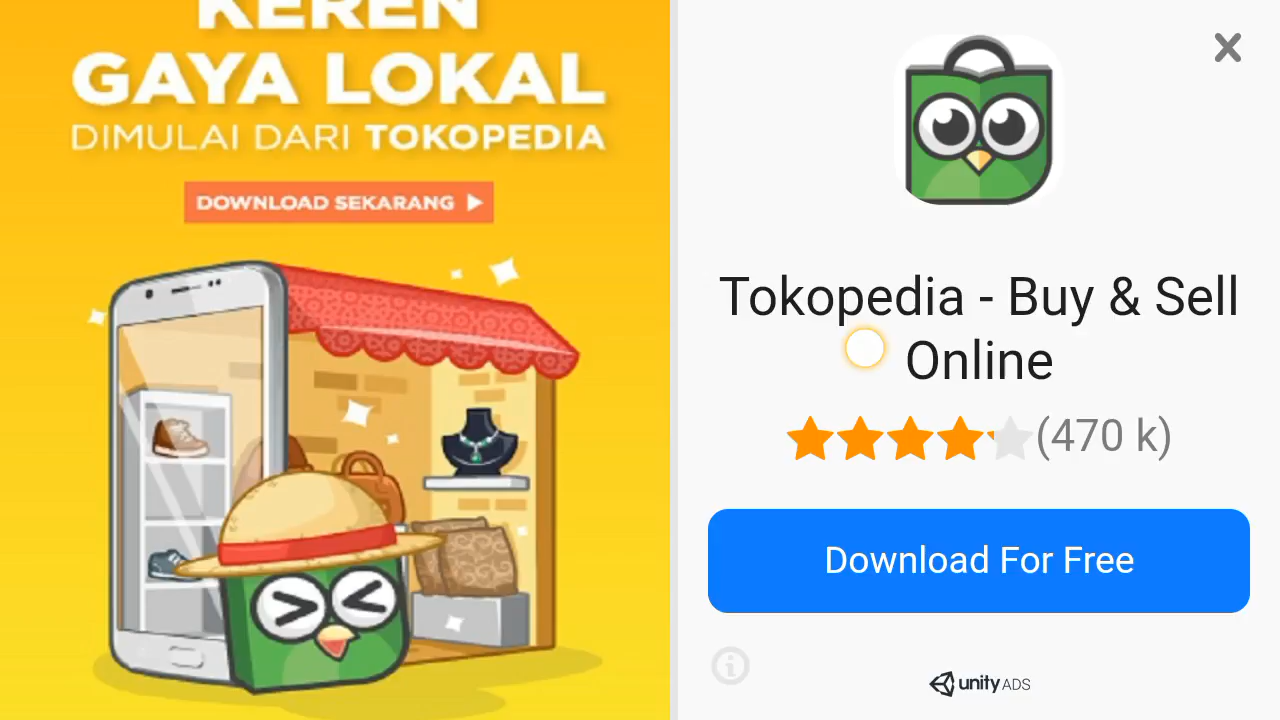 KEREN
GAYA LOKAL
DIMULAI DARI TOKOPEDIA
DOWNLOAD SEKARANG
Tokopedia - Buy & Sell
Online
(470 k)
Download For Free
unity ADS